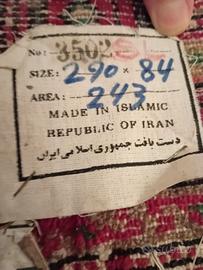 No: 3502
SIZE: 290 × 84
AREA: 243
MADE IN ISLAMIC
REPUBLIC OF IRAN
دست بافت جمهوری اسلامی ایران